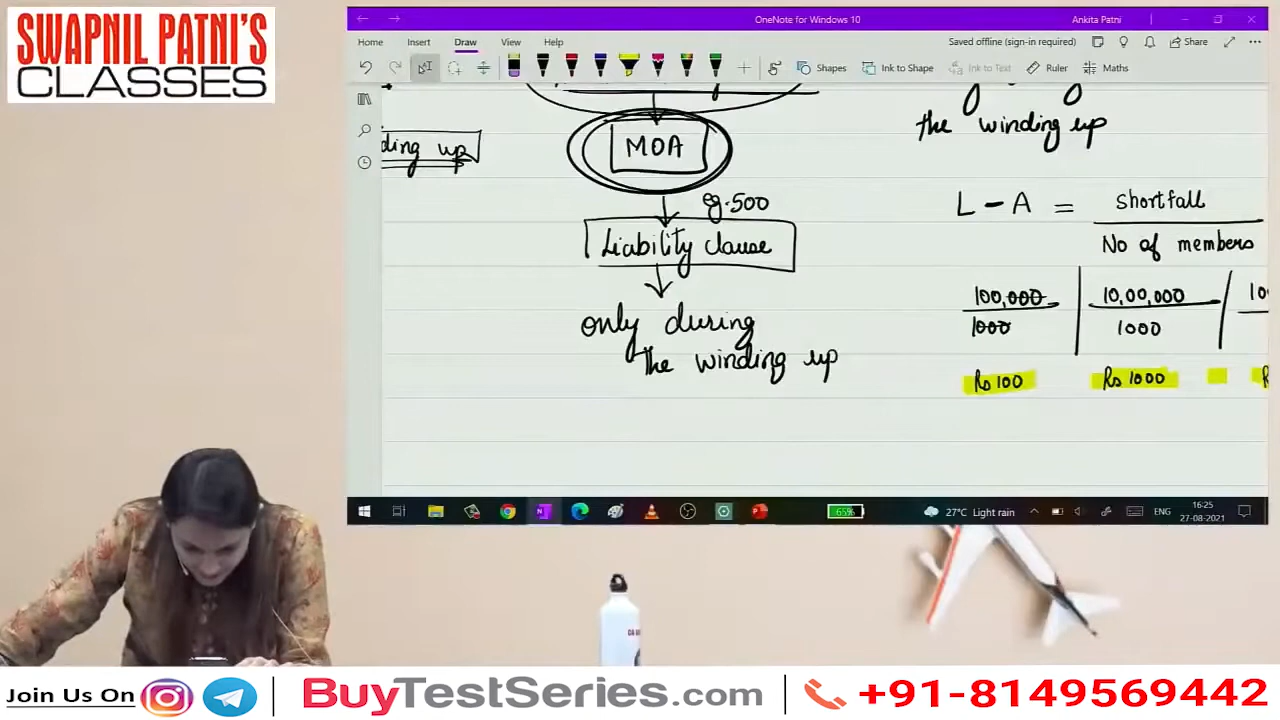 SWAPNIL PATNI'S
CLASSES
OneNote for Windows 10
Ankita Patni
Home Insert Draw View Help
Saved offline (sign-in required)
Share
Shapes
Ink to Shape
Ink to Text
Ruler
Maths
ding up
MOA
eg. 500
Liability clause
only during
the winding up
the winding up
L - A = Shortfall
No of members
100,000
1000
10,00,000
1000
10
Rs 100
Rs 1000
65%
27°C Light rain
ENG
16:25
27-08-2021
Join Us On
BuyTestSeries.com
+91-8149569442